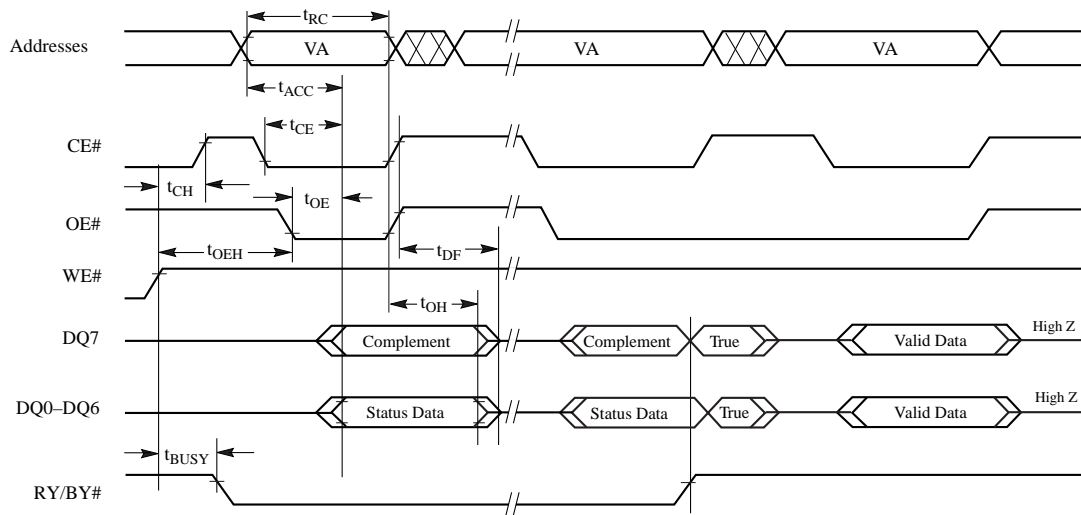 tRC
Addresses VA VA VA
tACC
tCE
CE#
tCH tOE
OE#
tOEH tDF
WE#
tOH
DQ7 Complement Complement True Valid Data High Z
DQ0–DQ6 Status Data Status Data True Valid Data High Z
tBUSY
RY/BY#